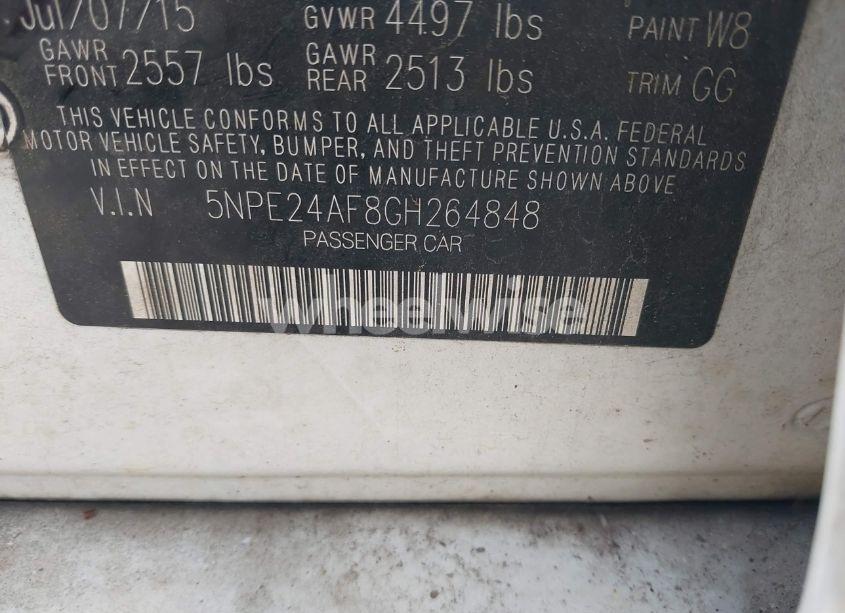 Jul/07/15 GVWR 4497 lbs PAINT W8
GAWR FRONT 2557 lbs GAWR REAR 2513 lbs TRIM GG
THIS VEHICLE CONFORMS TO ALL APPLICABLE U.S.A. FEDERAL
MOTOR VEHICLE SAFETY, BUMPER, AND THEFT PREVENTION STANDARDS
IN EFFECT ON THE DATE OF MANUFACTURE SHOWN ABOVE.
V.I.N 5NPE24AF8GH264848
PASSENGER CAR
wheelwise